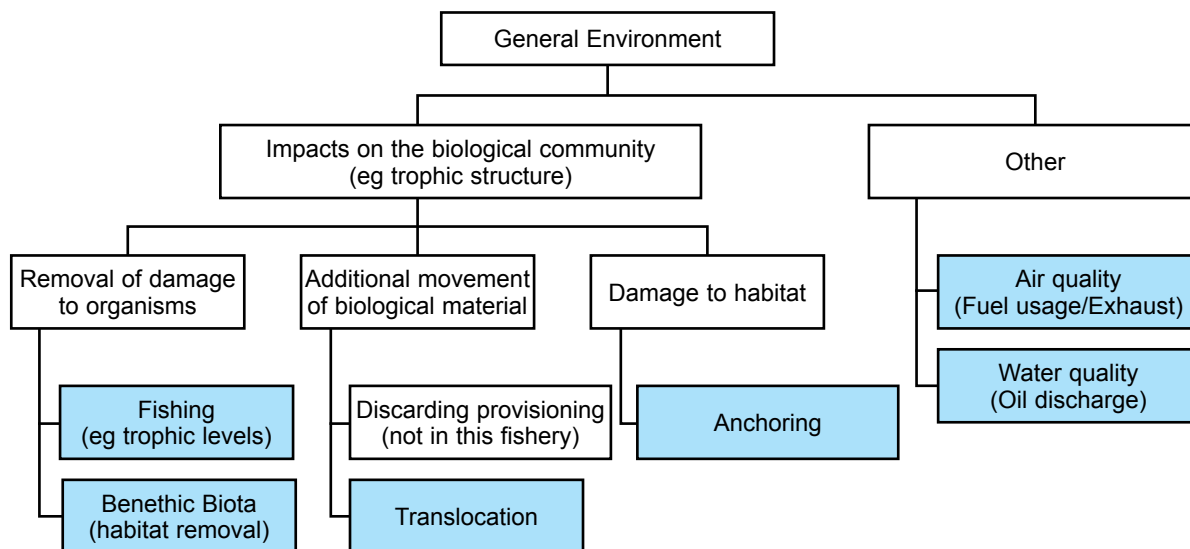 General Environment
Impacts on the biological community
(eg trophic structure)
Other
Removal of damage
to organisms
Additional movement
of biological material
Damage to habitat
Air quality
(Fuel usage/Exhaust)
Water quality
(Oil discharge)
Fishing
(eg trophic levels)
Discarding provisioning
(not in this fishery)
Anchoring
Benethic Biota
(habitat removal)
Translocation